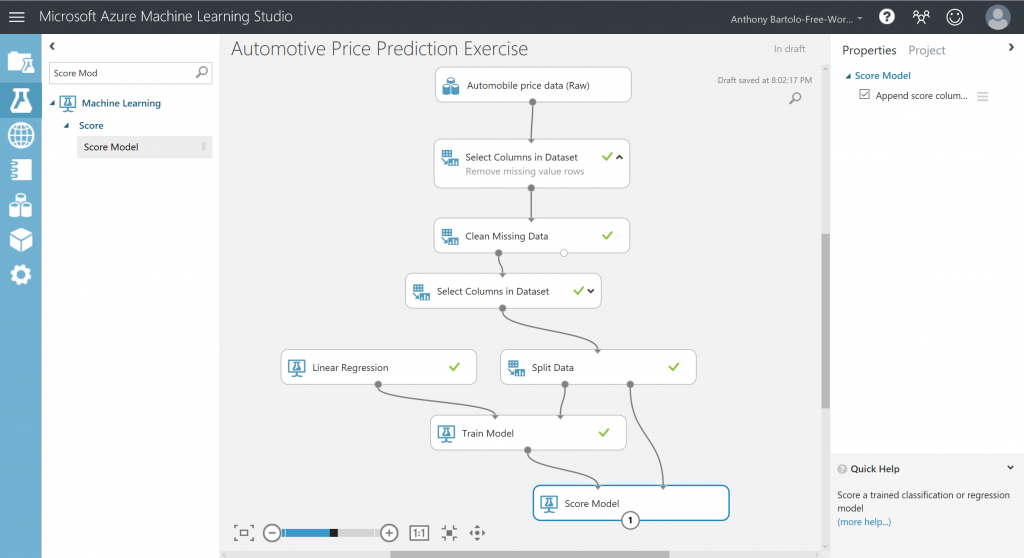 Microsoft Azure Machine Learning Studio
Anthony Bartolo-Free-Wor...
?
Score Mod
Machine Learning
Score
Score Model
Automotive Price Prediction Exercise
In draft
Draft saved at 8:02:17 PM
Automobile price data (Raw)
Select Columns in Dataset
Remove missing value rows
Clean Missing Data
Select Columns in Dataset
Linear Regression
Split Data
Train Model
Score Model
1
1:1
Properties
Project
Score Model
Append score colum...
? Quick Help
Score a trained classification or regression
model
(more help...)